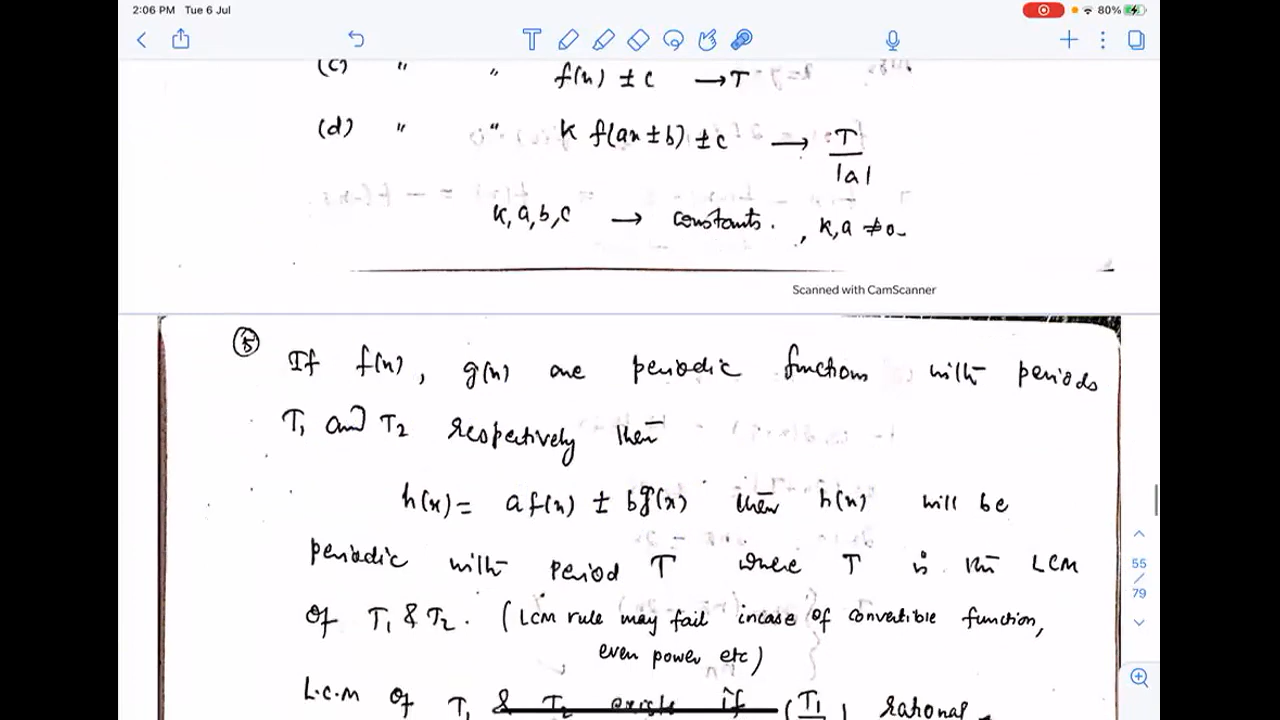 2:06 PM Tue 6 Jul
80%
(c) " " f(x) ± c → T
(d) " " k f(ax ± b) ± c → T/|a|
k, a, b, c → constants. , k, a ≠ 0
Scanned with CamScanner
5
If f(x), g(x) are periodic functions with periods
T1 and T2 respectively then
h(x) = a f(x) ± b g(x) then h(x) will be
periodic with period T where T is the LCM
of T1 & T2. (LCM rule may fail incase of convertible function,
even power etc)
L.C.M of T1 & T2 exists if (T1 ) rational
55
/
79